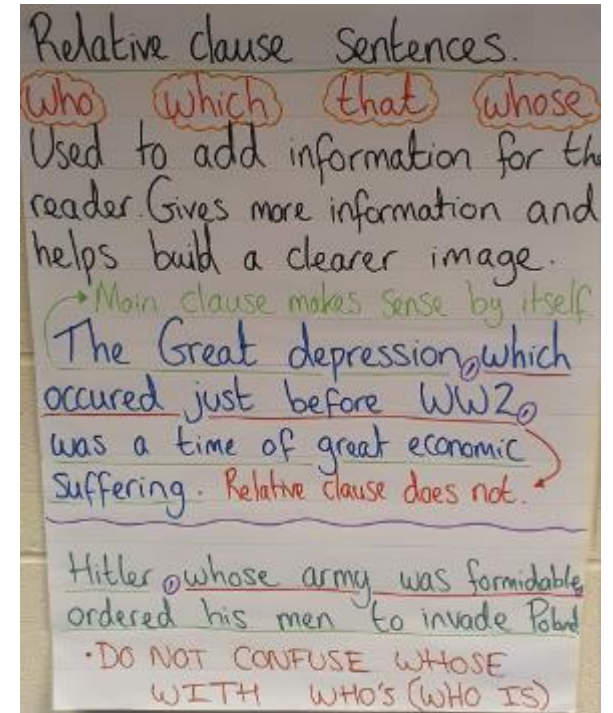 Relative clause sentences.
who which that whose
Used to add information for the
reader. Gives more information and
helps build a clearer image.
Main clause makes sense by itself
The Great depression, which
occured just before WW2,
was a time of great economic
suffering. Relative clause does not.
Hitler, whose army was formidable,
ordered his men to invade Poland
• DO NOT CONFUSE WHOSE
WITH WHO'S (WHO IS)